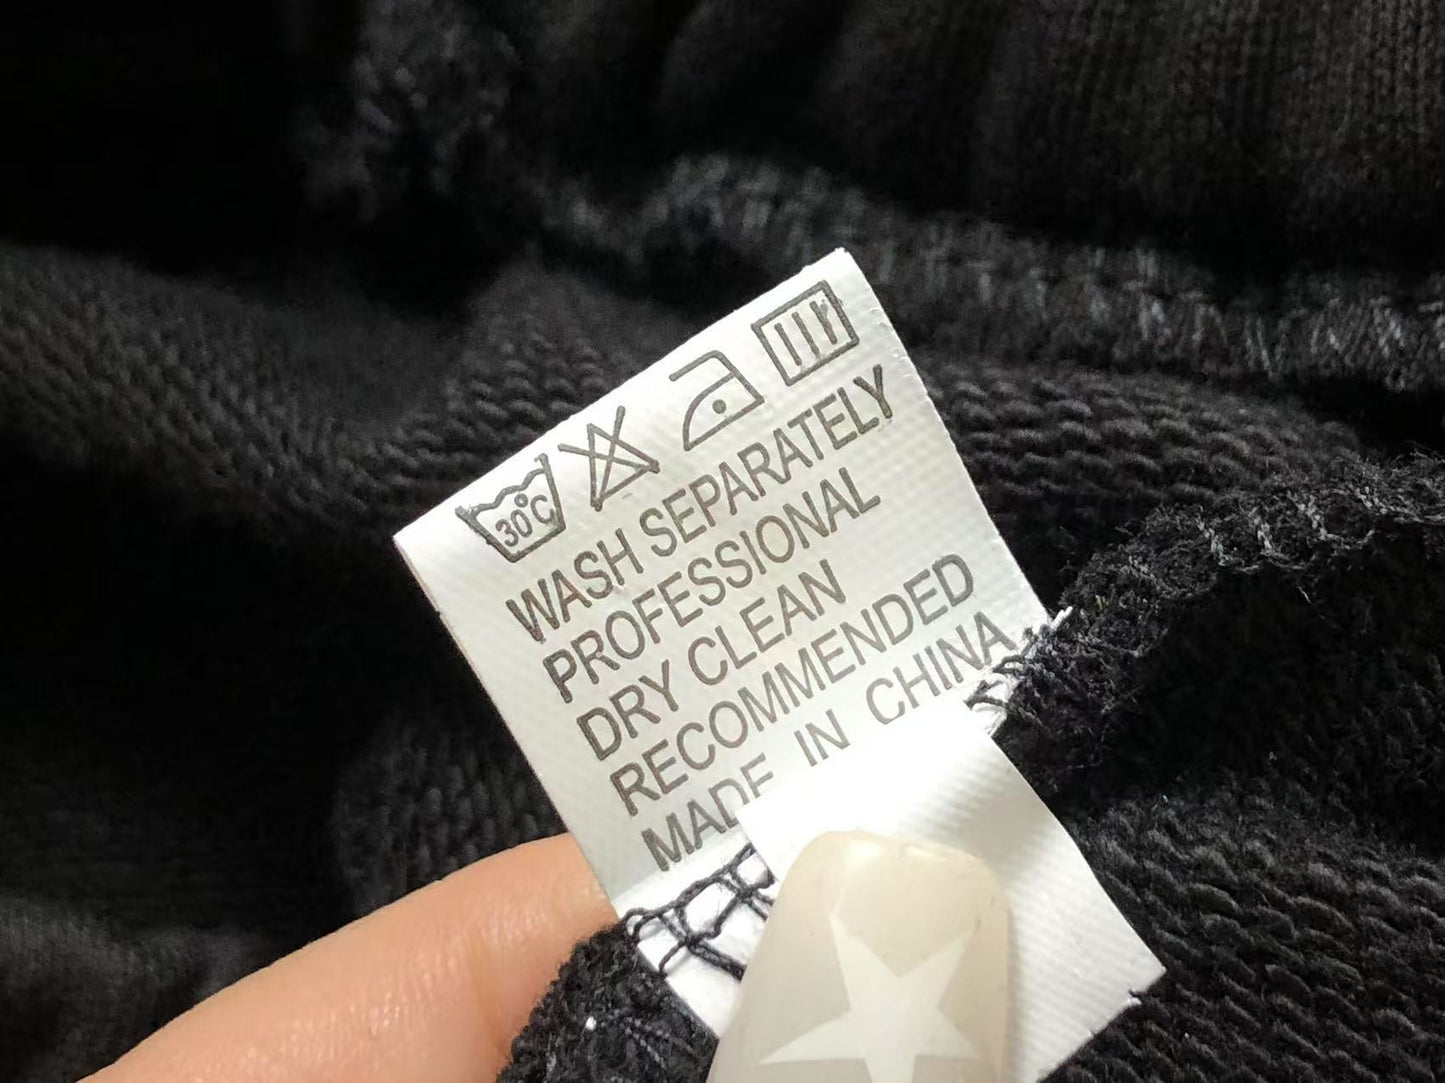 30°C
WASH SEPARATELY
PROFESSIONAL
DRY CLEAN
RECOMMENDED
MADE IN CHINA